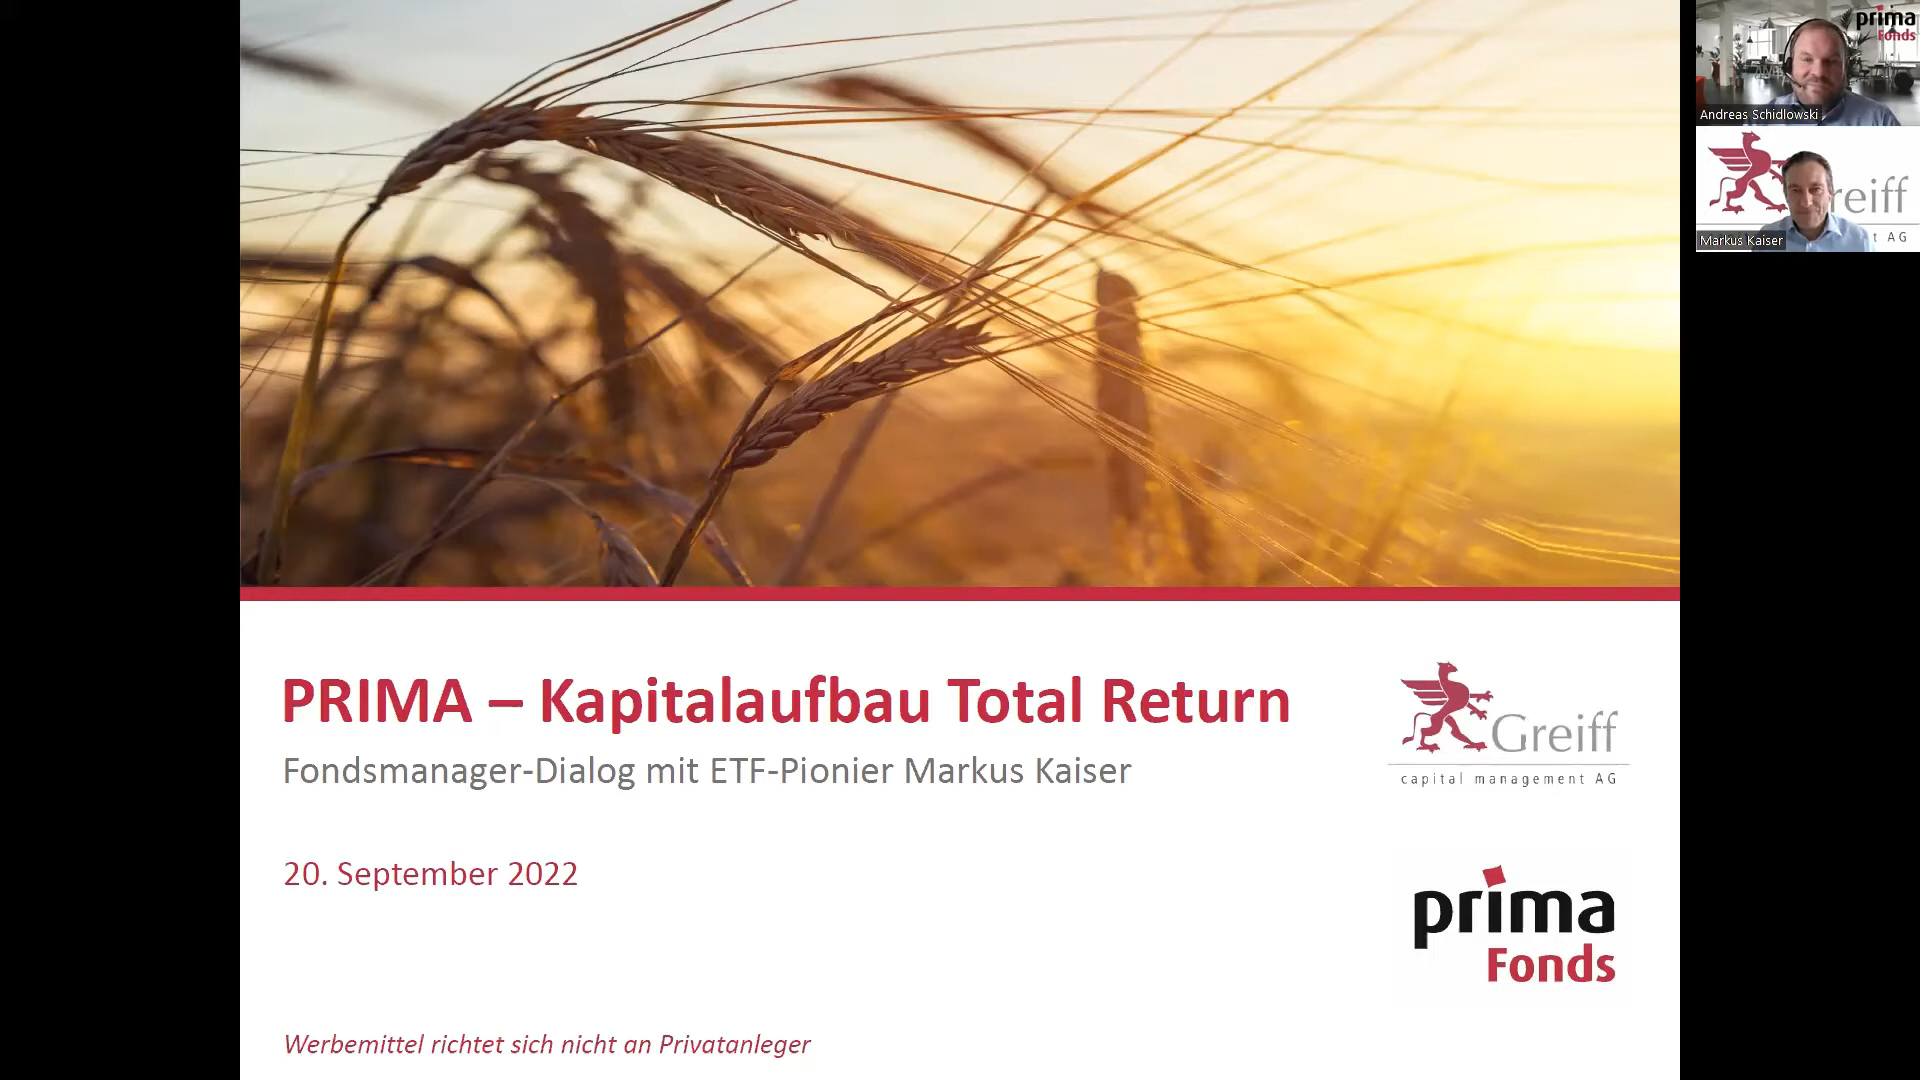 PRIMA – Kapitalaufbau Total Return
Fondsmanager-Dialog mit ETF-Pionier Markus Kaiser
20. September 2022
Werbemittel richtet sich nicht an Privatanleger
Greiff
capital management AG
prima
Fonds
prima
Fonds
Andreas Schidlowski
reiff
t AG
Markus Kaiser